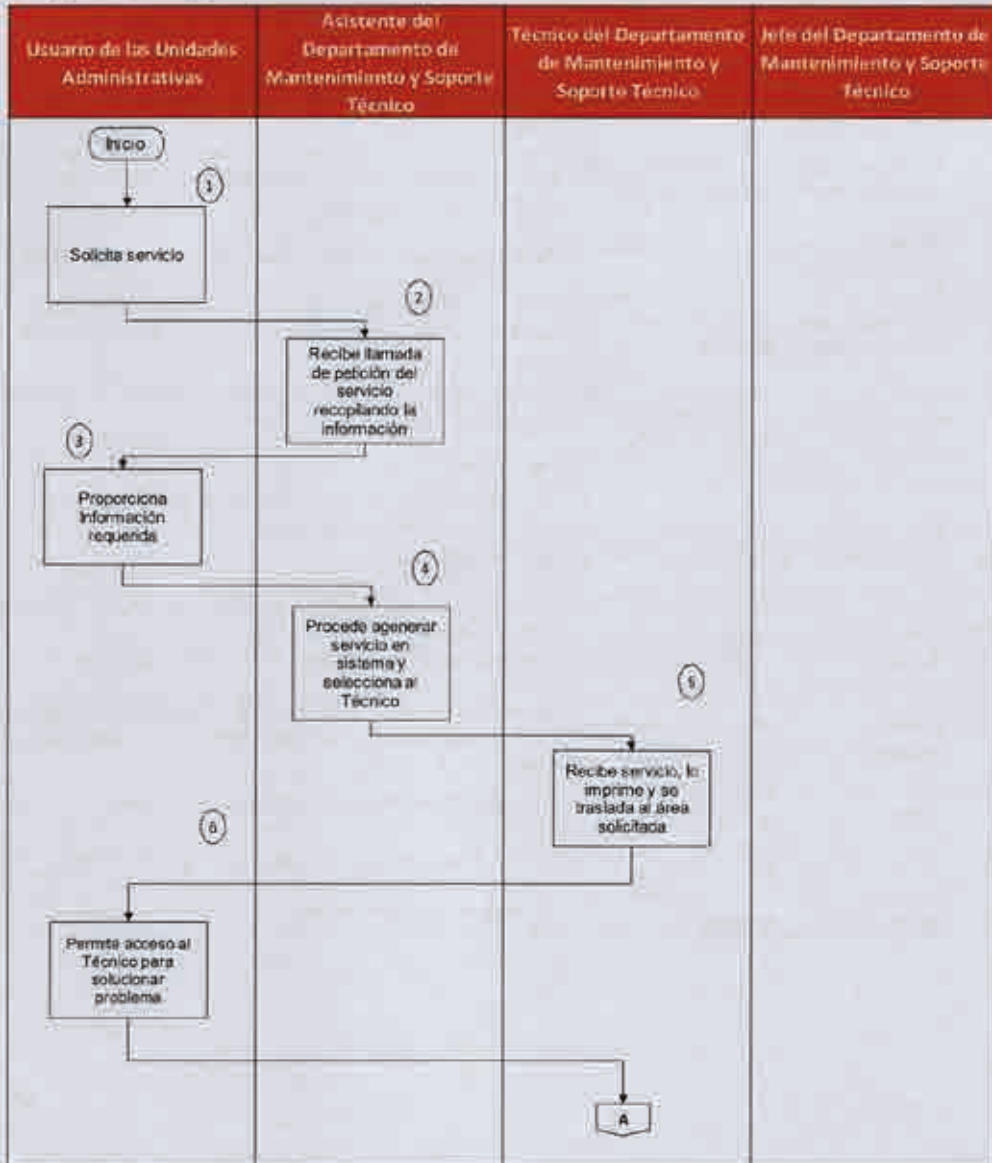 Usuario de las Unidades
Administrativas
Asistente del
Departamento de
Mantenimiento y Soporte
Técnico
Técnico del Departamento
de Mantenimiento y
Soporte Técnico
Jefe del Departamento de
Mantenimiento y Soporte
Técnico
Inicio
1
Solicita servicio
2
Recibe llamada
de petición del
servicio
recopilando la
información
3
Proporciona
Información
requerida
4
Procede agenerar
servicio en
sistema y
selecciona al
Técnico
5
Recibe servicio, lo
imprime y se
traslada al área
solicitada
6
Permite acceso al
Técnico para
solucionar
problema
A